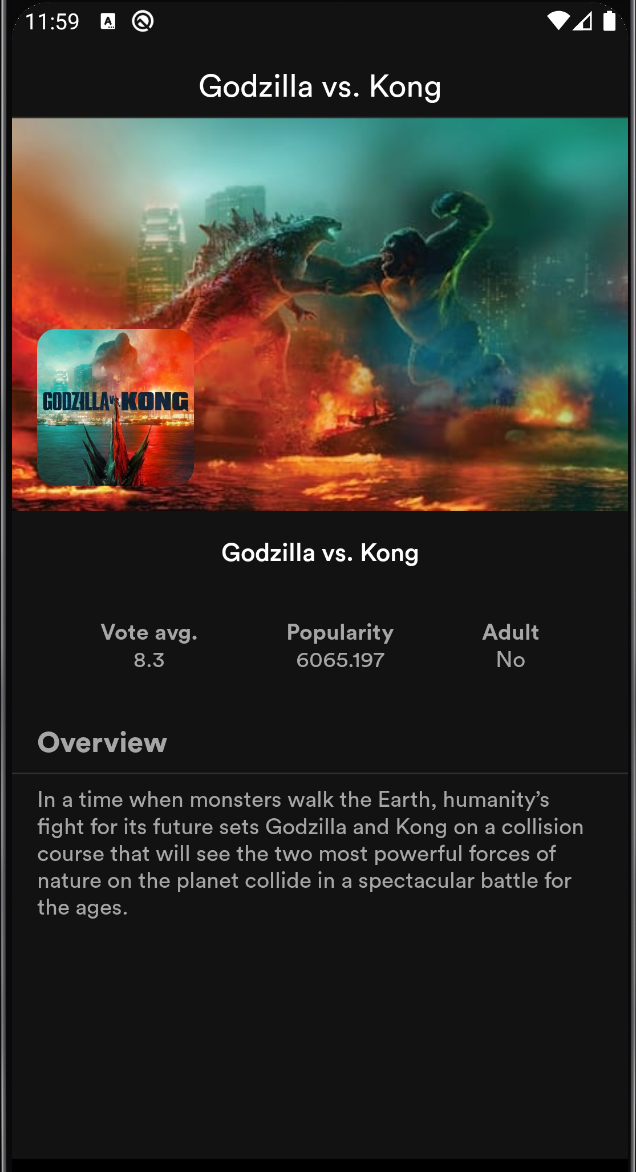 11:59
Godzilla vs. Kong
GODZILLA vs KONG
Godzilla vs. Kong
Vote avg. Popularity Adult
8.3 6065.197 No
Overview
In a time when monsters walk the Earth, humanity’s
fight for its future sets Godzilla and Kong on a collision
course that will see the two most powerful forces of
nature on the planet collide in a spectacular battle for
the ages.